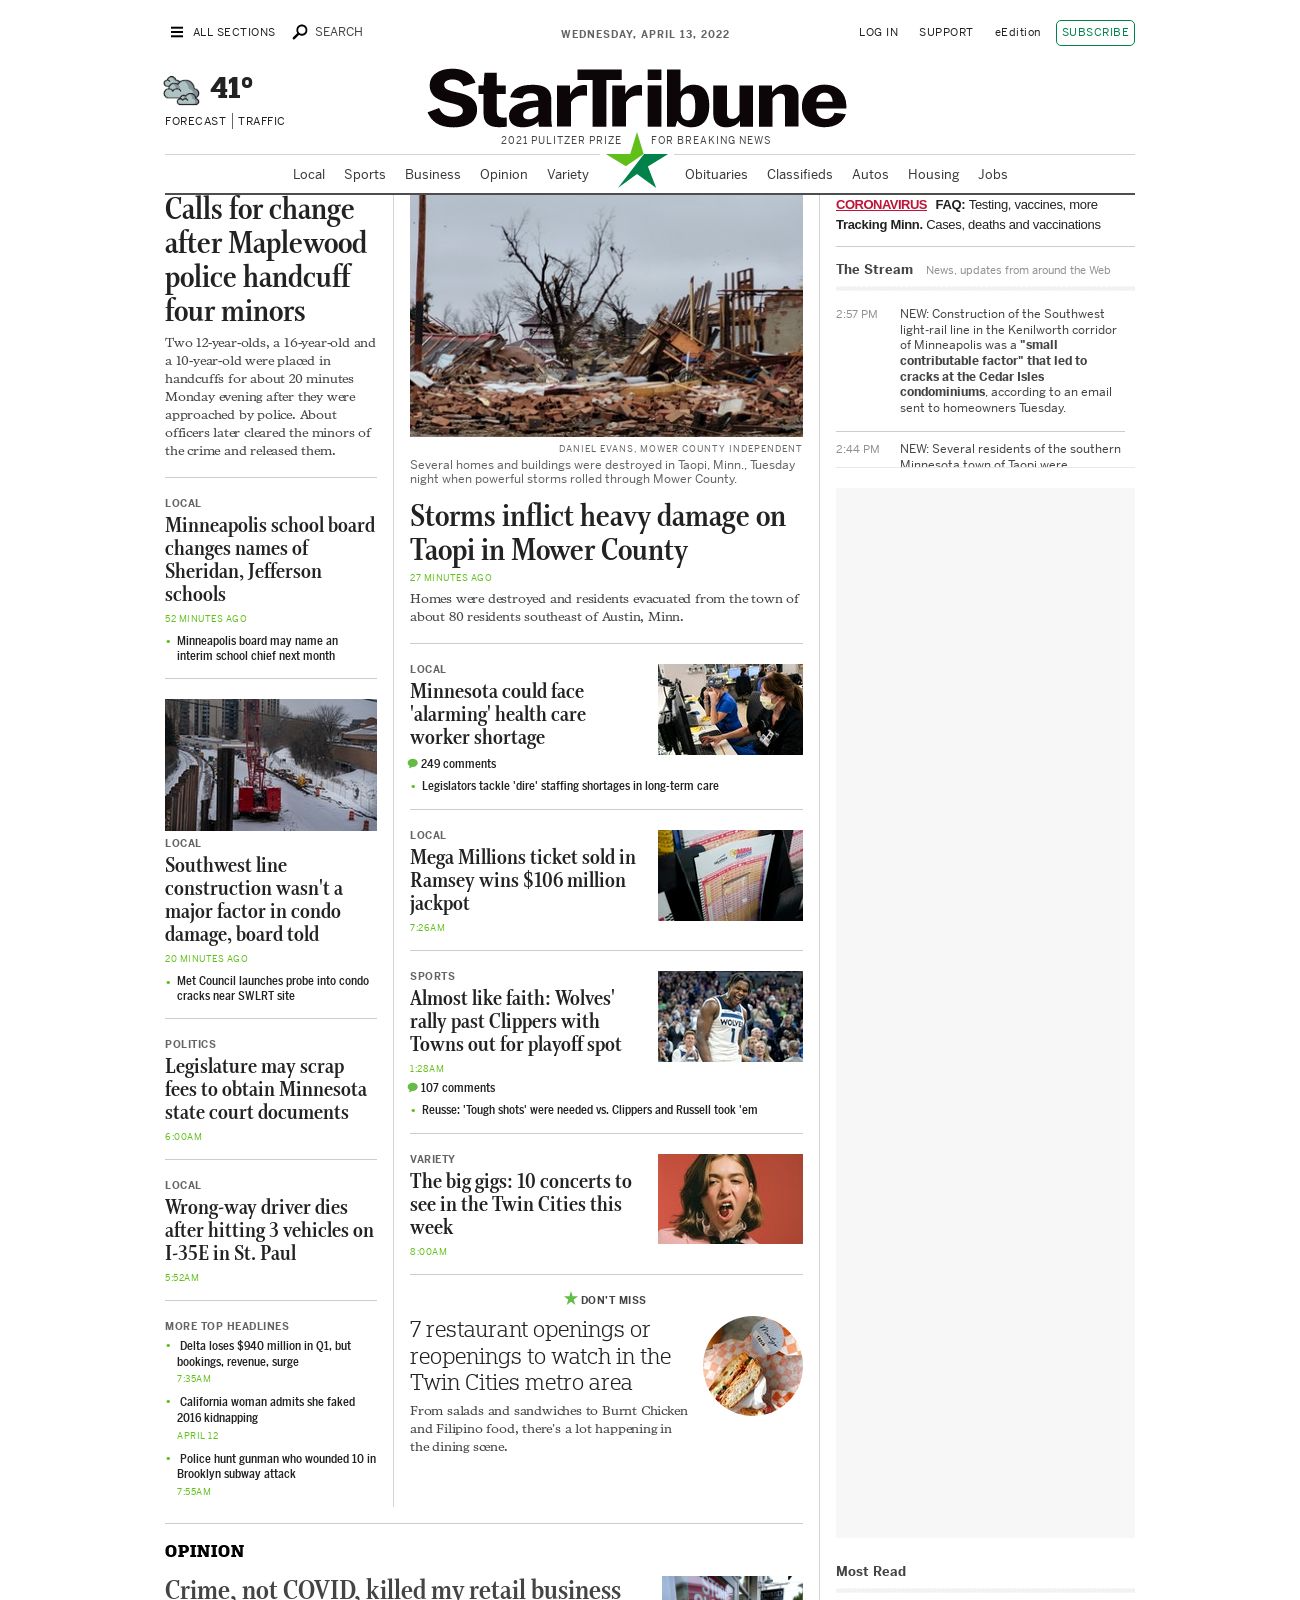 ALL SECTIONS
SEARCH
WEDNESDAY, APRIL 13, 2022
LOG IN
SUPPORT
eEdition
SUBSCRIBE
41°
FORECAST
TRAFFIC
StarTribune
2021 PULITZER PRIZE
FOR BREAKING NEWS
Local
Sports
Business
Opinion
Variety
Obituaries
Classifieds
Autos
Housing
Jobs
Calls for change
after Maplewood
police handcuff
four minors
Two 12-year-olds, a 16-year-old and
a 10-year-old were placed in
handcuffs for about 20 minutes
Monday evening after they were
approached by police. About
officers later cleared the minors of
the crime and released them.
LOCAL
Minneapolis school board
changes names of
Sheridan, Jefferson
schools
52 MINUTES AGO
Minneapolis board may name an
interim school chief next month
LOCAL
Southwest line
construction wasn't a
major factor in condo
damage, board told
20 MINUTES AGO
Met Council launches probe into condo
cracks near SWLRT site
POLITICS
Legislature may scrap
fees to obtain Minnesota
state court documents
6:00AM
LOCAL
Wrong-way driver dies
after hitting 3 vehicles on
I-35E in St. Paul
5:52AM
MORE TOP HEADLINES
Delta loses $940 million in Q1, but
bookings, revenue, surge
7:35AM
California woman admits she faked
2016 kidnapping
APRIL 12
Police hunt gunman who wounded 10 in
Brooklyn subway attack
7:55AM
DANIEL EVANS, MOWER COUNTY INDEPENDENT
Several homes and buildings were destroyed in Taopi, Minn., Tuesday
night when powerful storms rolled through Mower County.
Storms inflict heavy damage on
Taopi in Mower County
27 MINUTES AGO
Homes were destroyed and residents evacuated from the town of
about 80 residents southeast of Austin, Minn.
LOCAL
Minnesota could face
'alarming' health care
worker shortage
249 comments
Legislators tackle 'dire' staffing shortages in long-term care
LOCAL
Mega Millions ticket sold in
Ramsey wins $106 million
jackpot
7:26AM
SPORTS
Almost like faith: Wolves'
rally past Clippers with
Towns out for playoff spot
1:28AM
107 comments
Reusse: 'Tough shots' were needed vs. Clippers and Russell took 'em
WOLVES
1
VARIETY
The big gigs: 10 concerts to
see in the Twin Cities this
week
8:00AM
DON'T MISS
7 restaurant openings or
reopenings to watch in the
Twin Cities metro area
From salads and sandwiches to Burnt Chicken
and Filipino food, there's a lot happening in
the dining scene.
CORONAVIRUS FAQ: Testing, vaccines, more
Tracking Minn. Cases, deaths and vaccinations
The Stream News, updates from around the Web
2:57 PM
NEW: Construction of the Southwest
light-rail line in the Kenilworth corridor
of Minneapolis was a "small
contributable factor" that led to
cracks at the Cedar Isles
condominiums, according to an email
sent to homeowners Tuesday.
2:44 PM
NEW: Several residents of the southern
Minnesota town of Taopi were
OPINION
Crime, not COVID, killed my retail business
Most Read